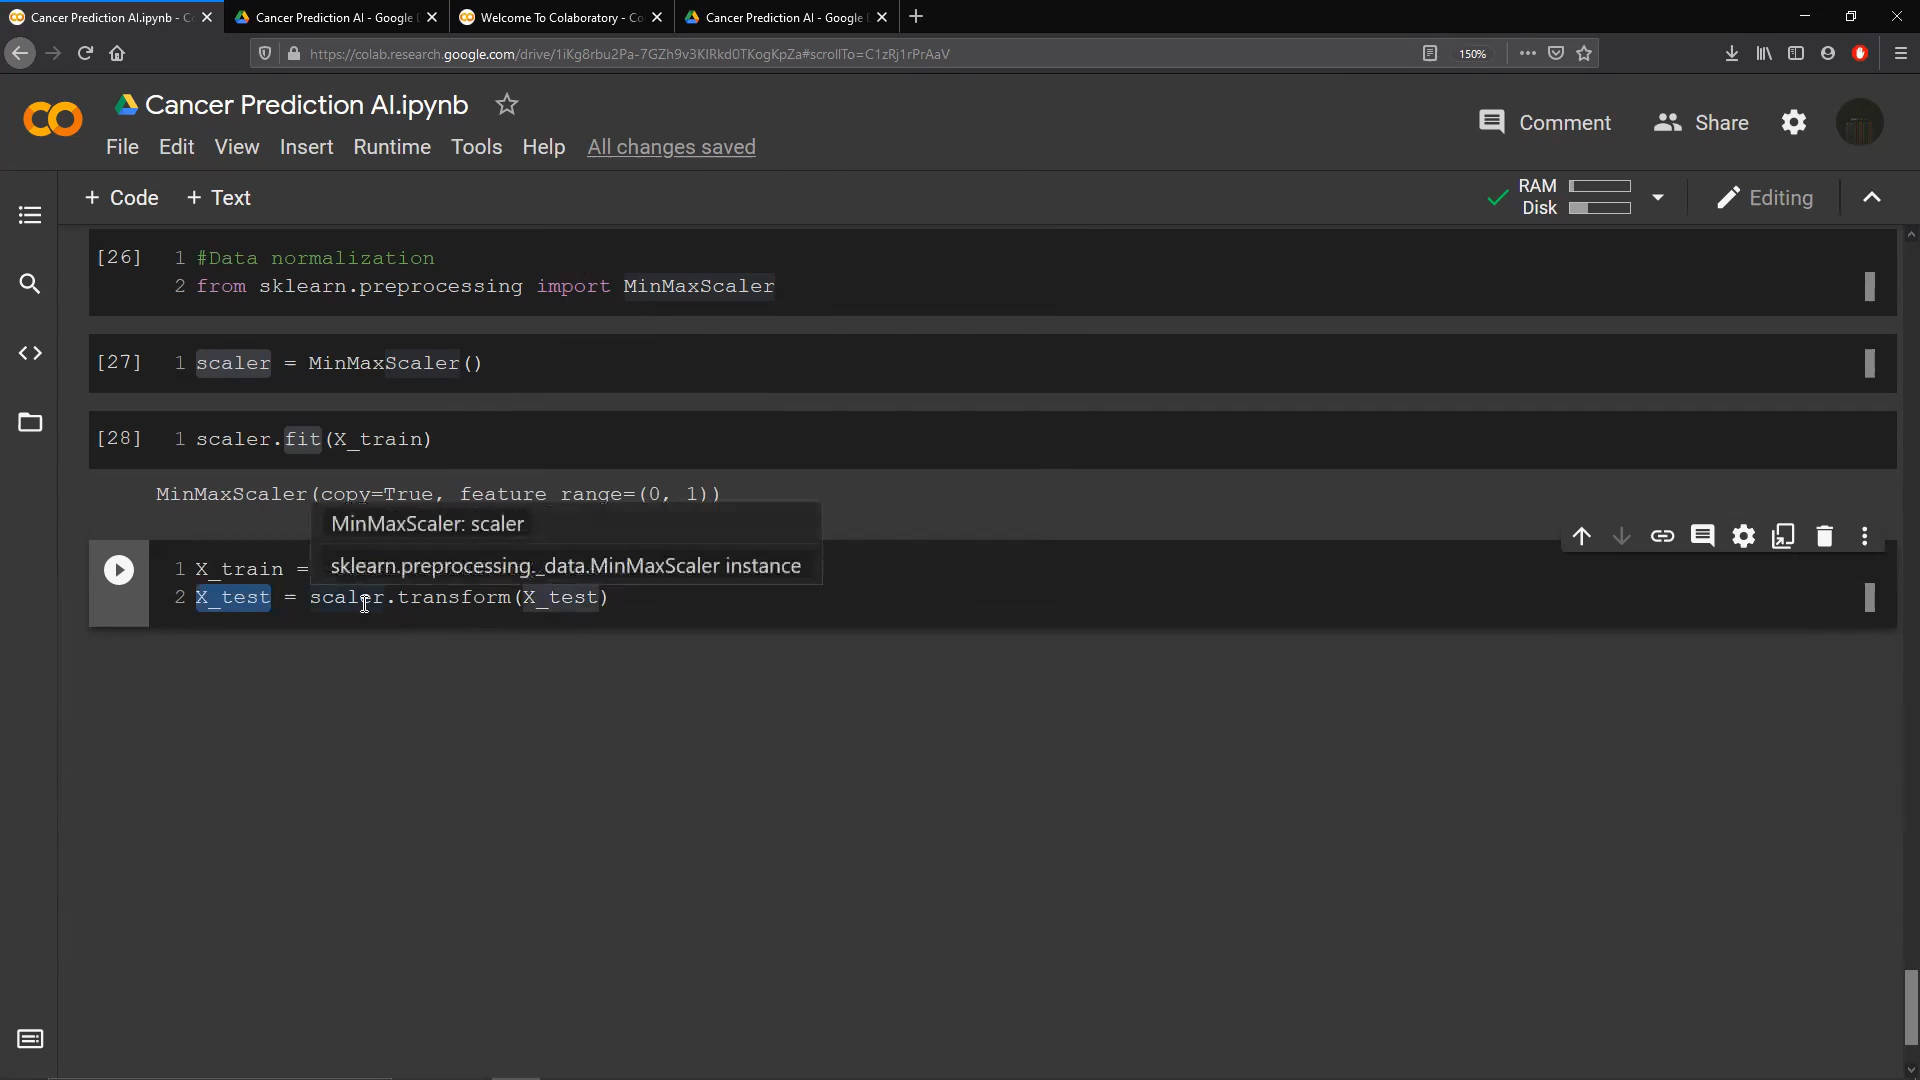 Cancer Prediction AI.ipynb - Co
Cancer Prediction AI - Google D
Welcome To Colaboratory - Co
Cancer Prediction AI - Google D
https://colab.research.google.com/drive/1iKg8rbu2Pa-7GZh9v3KlRkd0TKogKpZa#scrollTo=C1zRj1rPrAaV
150%
Cancer Prediction AI.ipynb
Comment
Share
File Edit View Insert Runtime Tools Help All changes saved
+ Code + Text
RAM
Disk
Editing
[26] 1 #Data normalization
2 from sklearn.preprocessing import MinMaxScaler
[27] 1 scaler = MinMaxScaler()
[28] 1 scaler.fit(X_train)
MinMaxScaler(copy=True, feature_range=(0, 1))
MinMaxScaler: scaler
sklearn.preprocessing._data.MinMaxScaler instance
1 X_train =
2 X_test = scaler.transform(X_test)